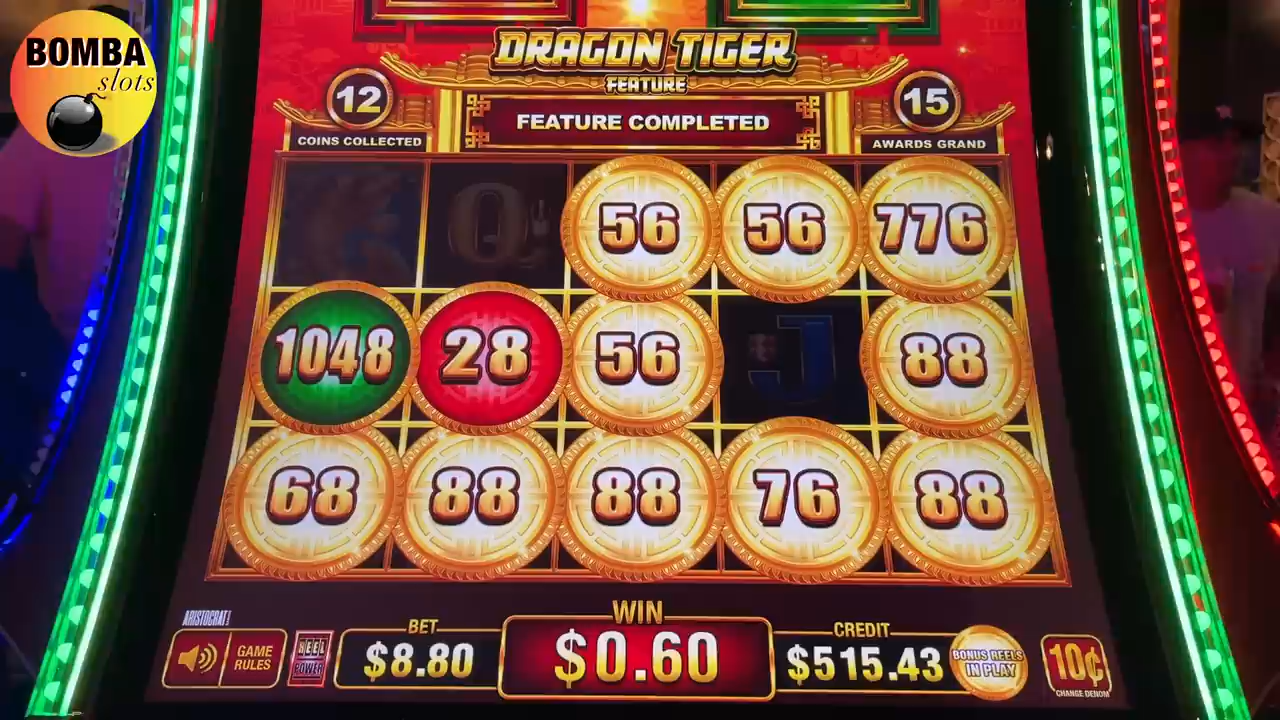 BOMBA
slots
DRAGON TIGER
FEATURE
12
COINS COLLECTED
FEATURE COMPLETED
15
AWARDS GRAND
Q
56
56
776
1048
28
56
J
88
68
88
88
76
88
ARISTOCRAT
GAME
RULES
REEL
POWER
BET
$8.80
WIN
$0.60
CREDIT
$515.43
BONUS REELS
IN PLAY
10¢
CHANGE DENOM